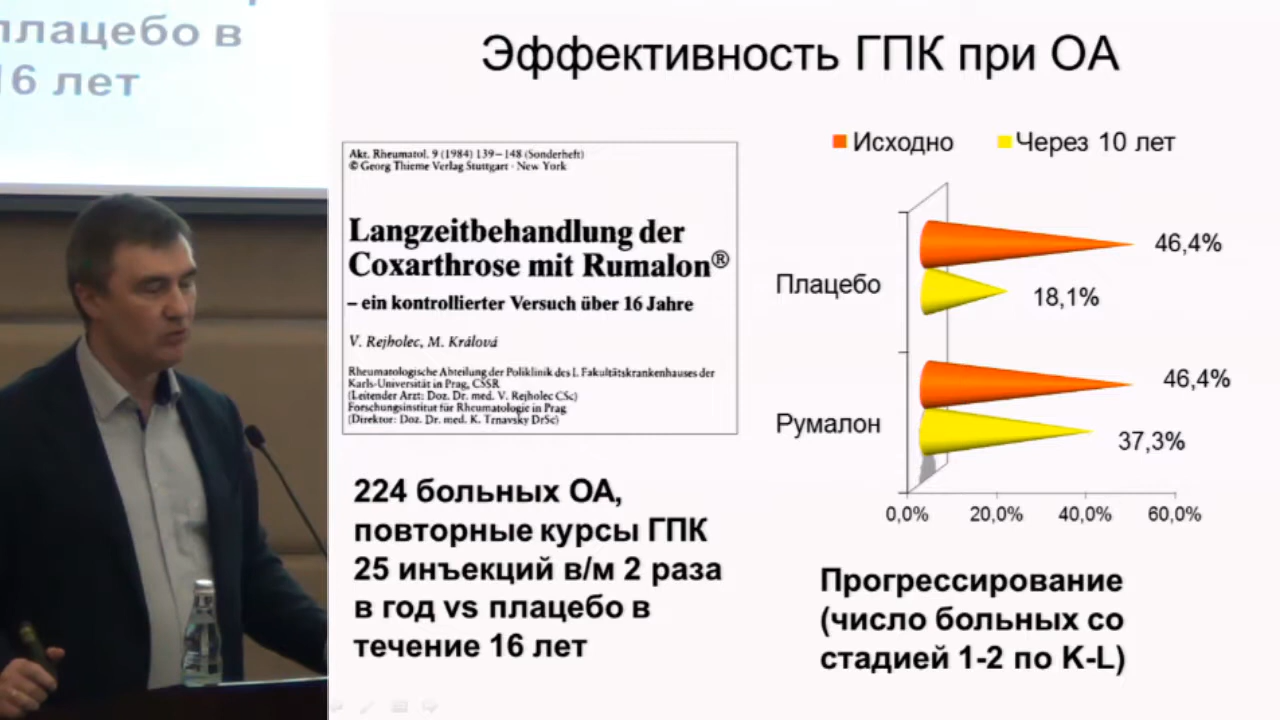 плацебо в
16 лет
Эффективность ГПК при ОА
Akt. Rheumatol. 9 (1984) 139–148 (Sonderheft)
© Georg Thieme Verlag Stuttgart · New York
Langzeitbehandlung der
Coxarthrose mit Rumalon®
– ein kontrollierter Versuch über 16 Jahre
V. Rejholec, M. Králová
Rheumatologische Abteilung der Poliklinik des I. Fakultätskrankenhauses der
Karls-Universität in Prag, CSSR
(Leitender Arzt: Doz. Dr. med. V. Rejholec CSc)
Forschungsinstitut für Rheumatologie in Prag
(Direktor: Doz. Dr. med. K. Trnavsky DrSc)
224 больных ОА,
повторные курсы ГПК
25 инъекций в/м 2 раза
в год vs плацебо в
течение 16 лет
Исходно Через 10 лет
Плацебо
46,4%
18,1%
Румалон
46,4%
37,3%
0,0% 20,0% 40,0% 60,0%
Прогрессирование
(число больных со
стадией 1-2 по K-L)